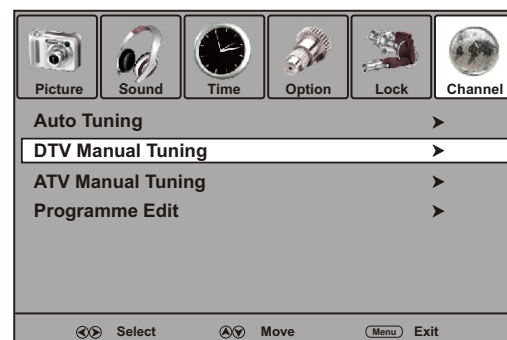 Picture Sound Time Option Lock Channel
Auto Tuning
DTV Manual Tuning
ATV Manual Tuning
Programme Edit
Select Move Menu Exit